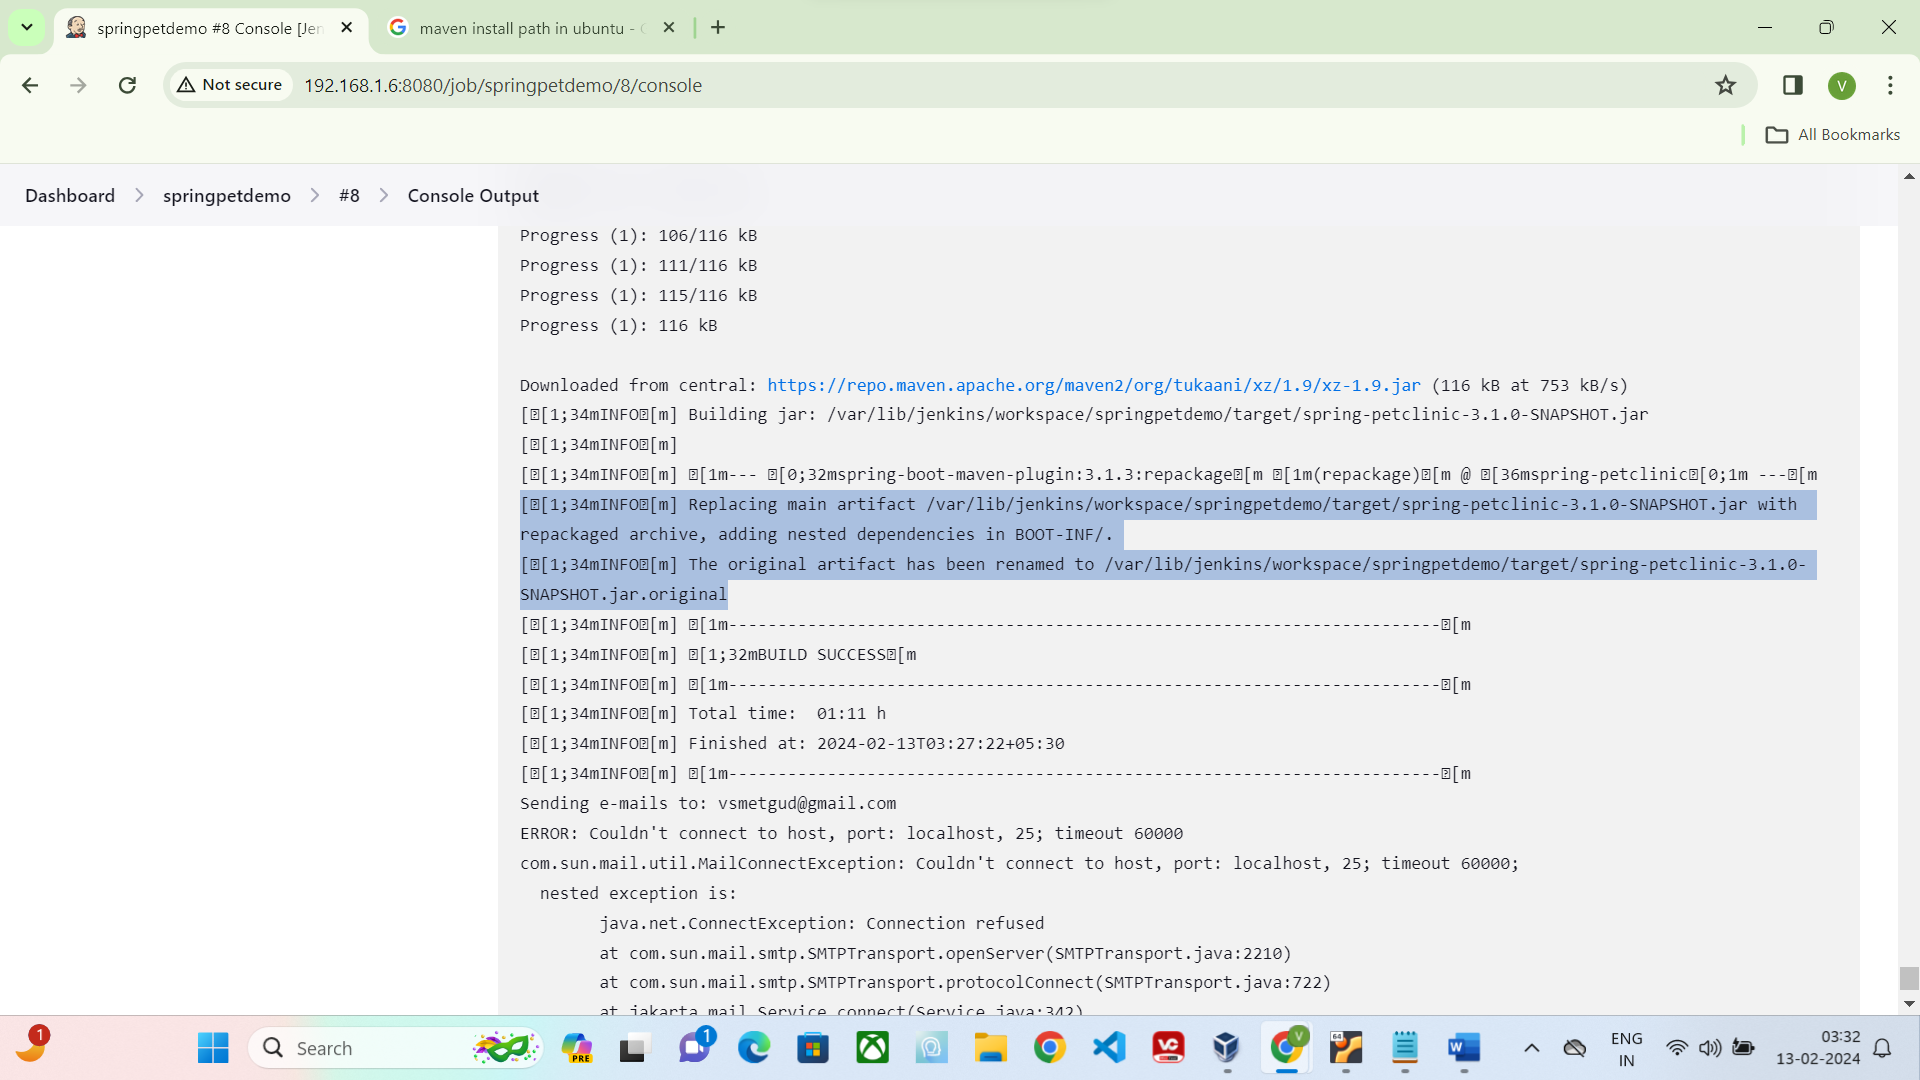 springpetdemo #8 Console [Jen
maven install path in ubuntu -
Not secure
192.168.1.6:8080/job/springpetdemo/8/console
V
All Bookmarks
Dashboard > springpetdemo > #8 > Console Output
Progress (1): 106/116 kB
Progress (1): 111/116 kB
Progress (1): 115/116 kB
Progress (1): 116 kB
Downloaded from central: https://repo.maven.apache.org/maven2/org/tukaani/xz/1.9/xz-1.9.jar (116 kB at 753 kB/s)
[[1;34mINFO[m] Building jar: /var/lib/jenkins/workspace/springpetdemo/target/spring-petclinic-3.1.0-SNAPSHOT.jar
[[1;34mINFO[m]
[[1;34mINFO[m] [1m--- [0;32mspring-boot-maven-plugin:3.1.3:repackage[m [1m(repackage)[m @ [36mspring-petclinic[0;1m ---[m
[[1;34mINFO[m] Replacing main artifact /var/lib/jenkins/workspace/springpetdemo/target/spring-petclinic-3.1.0-SNAPSHOT.jar with
repackaged archive, adding nested dependencies in BOOT-INF/.
[[1;34mINFO[m] The original artifact has been renamed to /var/lib/jenkins/workspace/springpetdemo/target/spring-petclinic-3.1.0-
SNAPSHOT.jar.original
[[1;34mINFO[m] [1m------------------------------------------------------------------------[m
[[1;34mINFO[m] [1;32mBUILD SUCCESS[m
[[1;34mINFO[m] [1m------------------------------------------------------------------------[m
[[1;34mINFO[m] Total time:  01:11 h
[[1;34mINFO[m] Finished at: 2024-02-13T03:27:22+05:30
[[1;34mINFO[m] [1m------------------------------------------------------------------------[m
Sending e-mails to: vsmetgud@gmail.com
ERROR: Couldn't connect to host, port: localhost, 25; timeout 60000
com.sun.mail.util.MailConnectException: Couldn't connect to host, port: localhost, 25; timeout 60000;
nested exception is:
java.net.ConnectException: Connection refused
at com.sun.mail.smtp.SMTPTransport.openServer(SMTPTransport.java:2210)
at com.sun.mail.smtp.SMTPTransport.protocolConnect(SMTPTransport.java:722)
at jakarta.mail.Service.connect(Service.java:342)
1
Search
PRE
1
VC
V
64
W
ENG
IN
03:32
13-02-2024